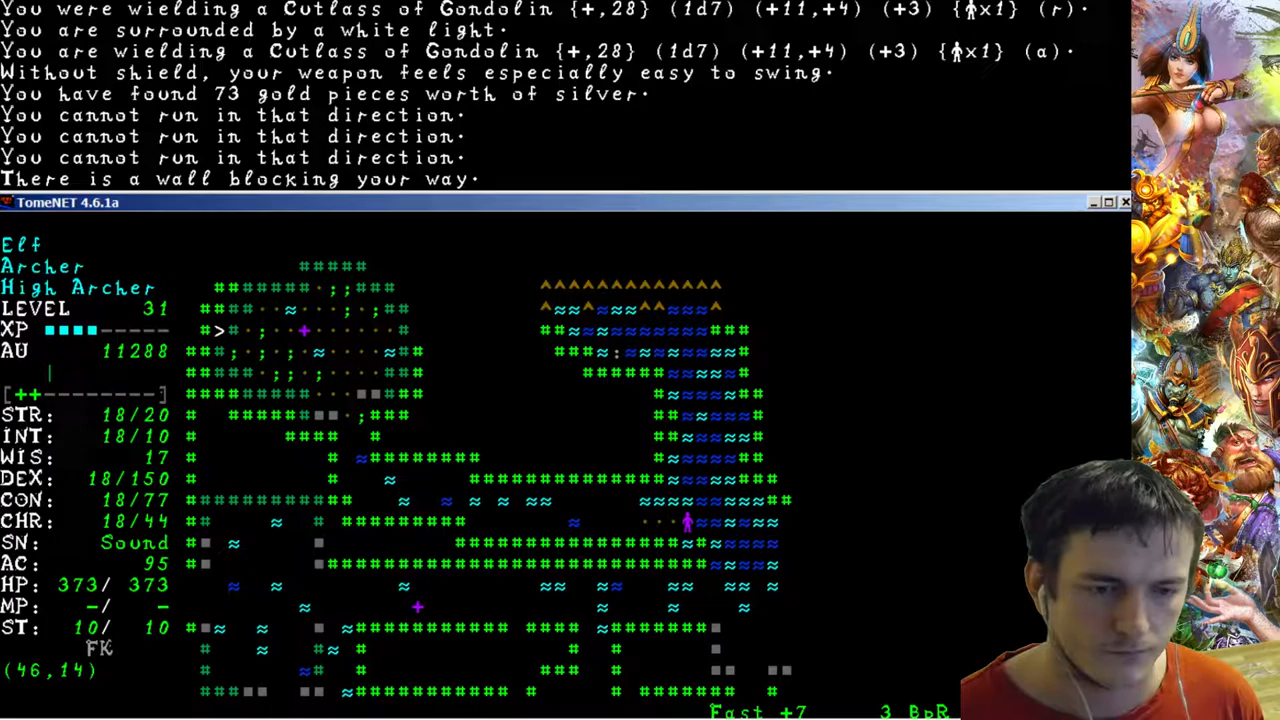 You were wielding a Cutlass of Gondolin {+,28} (1d7) (+11,+4) (+3) {x1} (r).
You are surrounded by a white light.
You are wielding a Cutlass of Gondolin {+,28} (1d7) (+11,+4) (+3) {x1} (a).
Without shield, your weapon feels especially easy to swing.
You have found 73 gold pieces worth of silver.
You cannot run in that direction.
You cannot run in that direction.
You cannot run in that direction.
There is a wall blocking your way.
TomeNET 4.6.1a
Elf
Archer
High Archer
LEVEL 31
XP
AU 11288
[++---------]
STR: 18/20
INT: 18/10
WIS: 17
DEX: 18/150
CON: 18/77
CHR: 18/44
SN: Sound
AC: 95
HP: 373/ 373
MP: -/ -
ST: 10/ 10
FK
(46,14)
Fast +7 3 BpR